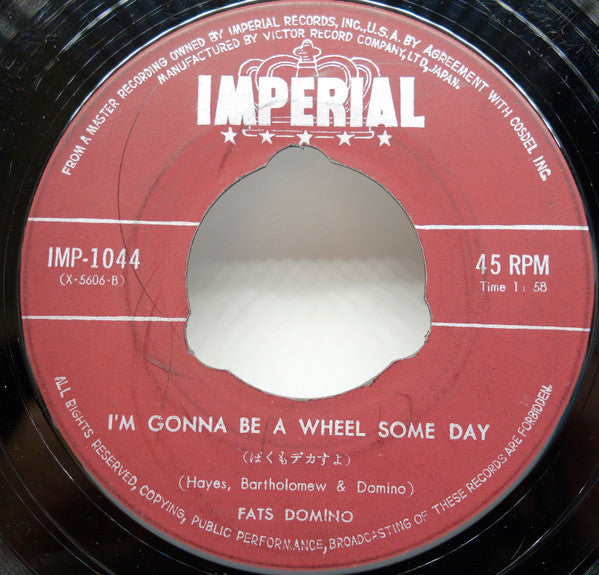 FROM A MASTER RECORDING OWNED BY IMPERIAL RECORDS, INC., U.S.A. BY AGREEMENT WITH COSDEL INC.
MANUFACTURED BY VICTOR RECORD COMPANY, LTD, JAPAN.
IMPERIAL
IMP-1044
(X-5606-B)
45 RPM
Time 1:58
I'M GONNA BE A WHEEL SOME DAY
(ぼくもデカすよ)
(Hayes, Bartholomew & Domino)
FATS DOMINO
ALL RIGHTS RESERVED, COPYING, PUBLIC PERFORMANCE, BROADCASTING OF THESE RECORDS ARE FORBIDDEN.